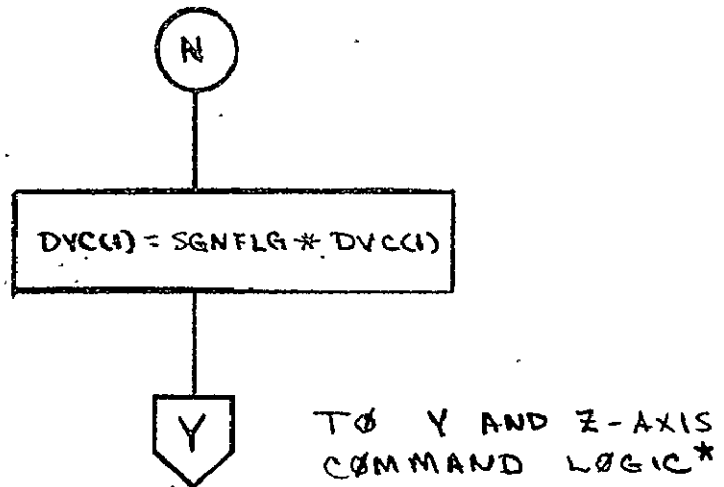 N
DVC(1) = SGNFLG * DVC(1)
Y
TØ Y AND Z-AXIS
CØMMAND LØGIC*